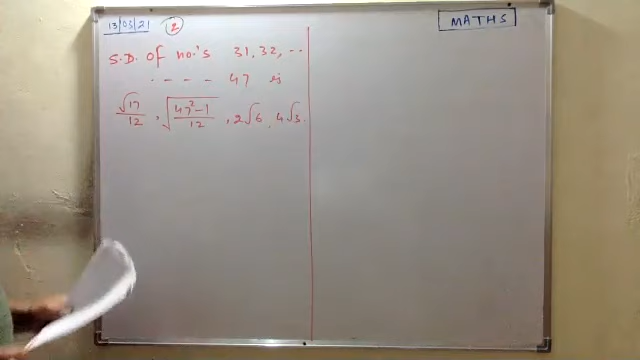 13/03/21 2 MATHS
S.D. of no.'s 31, 32, ..
. - - - 47 is
√17/12, √(47²-1/12), 2√6, 4√3.